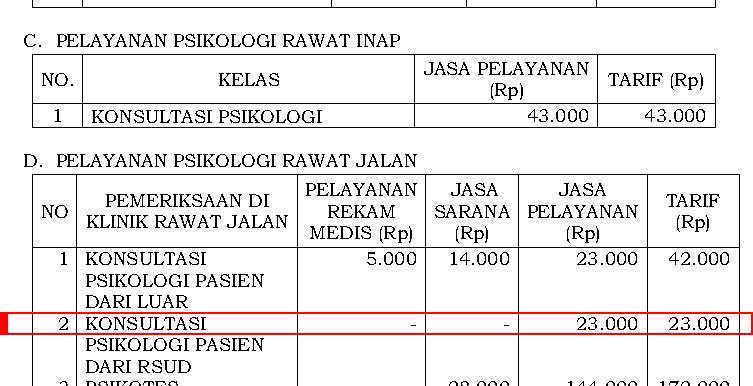 C. PELAYANAN PSIKOLOGI RAWAT INAP
NO. KELAS JASA PELAYANAN (Rp) TARIF (Rp)
1 KONSULTASI PSIKOLOGI 43.000 43.000
D. PELAYANAN PSIKOLOGI RAWAT JALAN
NO PEMERIKSAAN DI KLINIK RAWAT JALAN PELAYANAN REKAM MEDIS (Rp) JASA SARANA (Rp) JASA PELAYANAN (Rp) TARIF (Rp)
1 KONSULTASI 5.000 14.000 23.000 42.000
PSIKOLOGI PASIEN
DARI LUAR
2 KONSULTASI - - 23.000 23.000
PSIKOLOGI PASIEN
DARI RSUD
PSIKOTES